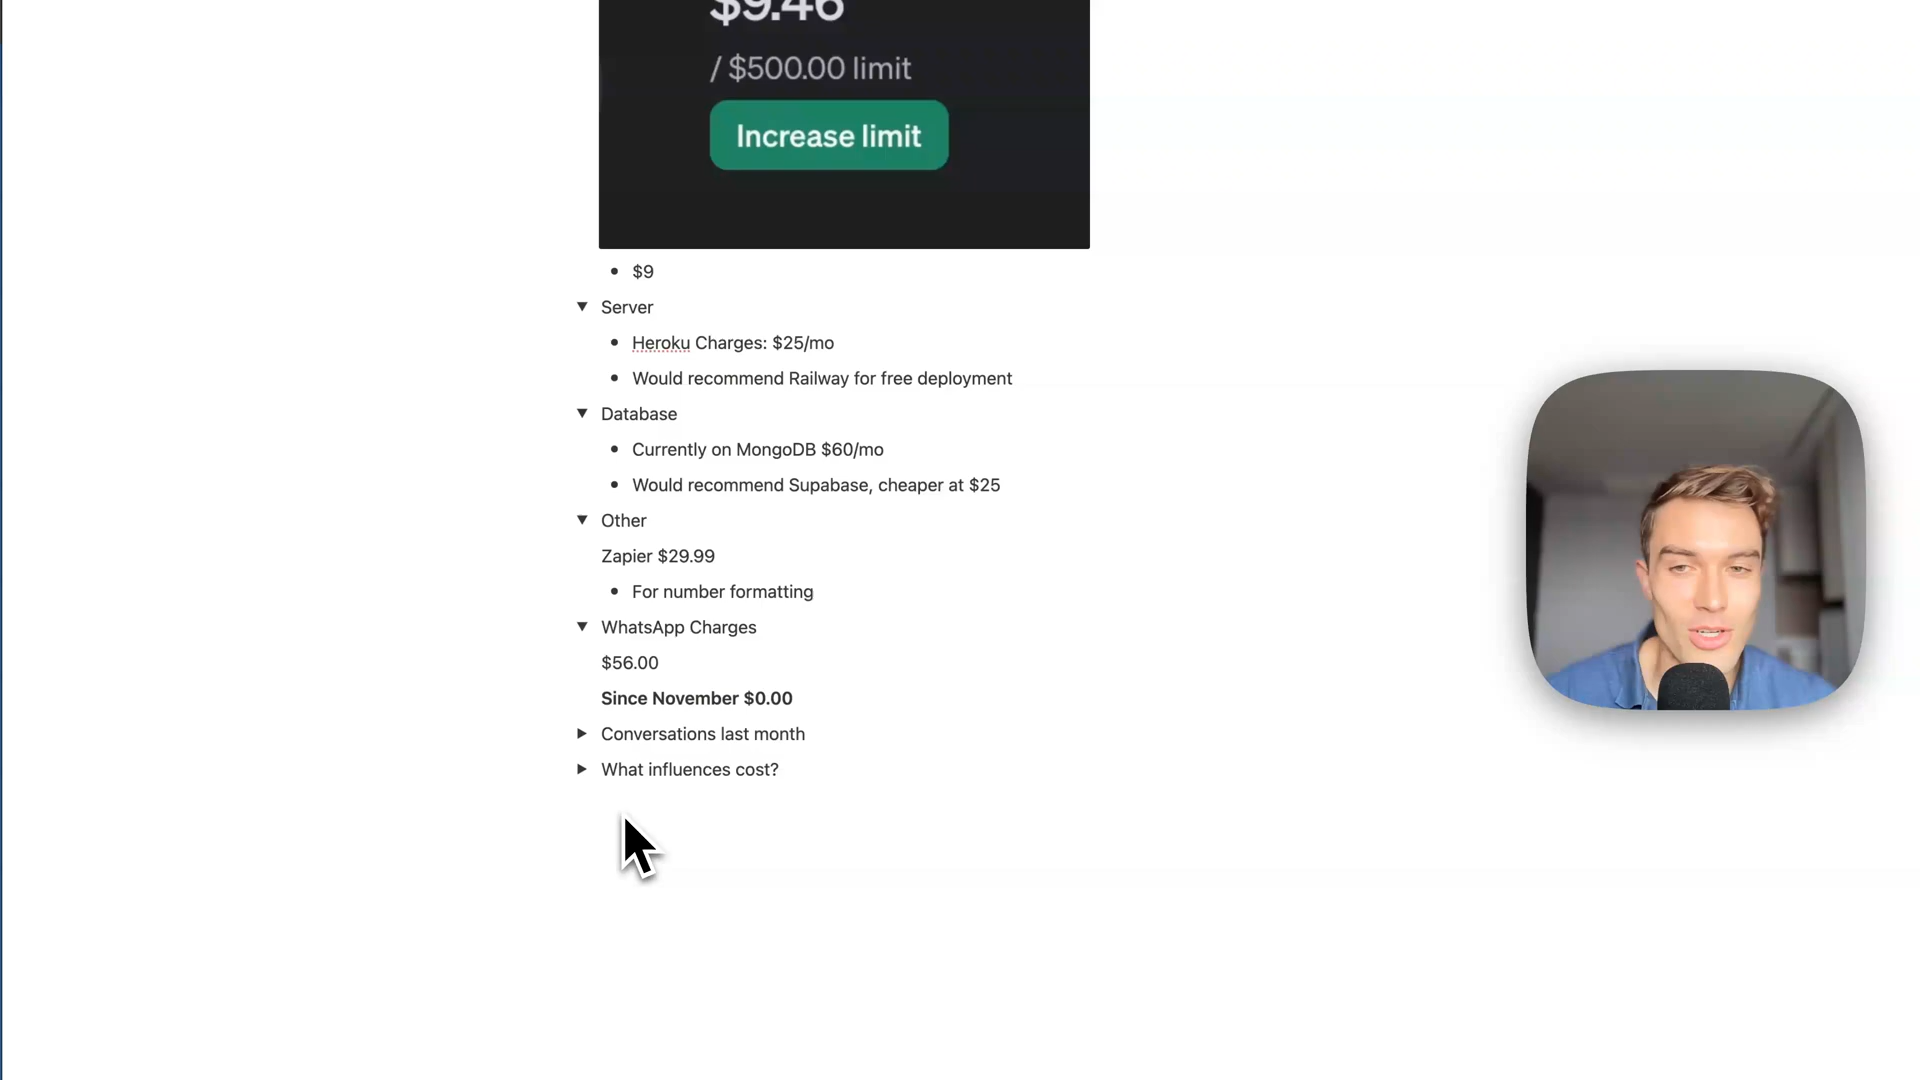 $9.46
/ $500.00 limit
Increase limit
$9
Server
Heroku Charges: $25/mo
Would recommend Railway for free deployment
Database
Currently on MongoDB $60/mo
Would recommend Supabase, cheaper at $25
Other
Zapier $29.99
For number formatting
WhatsApp Charges
$56.00
Since November $0.00
Conversations last month
What influences cost?